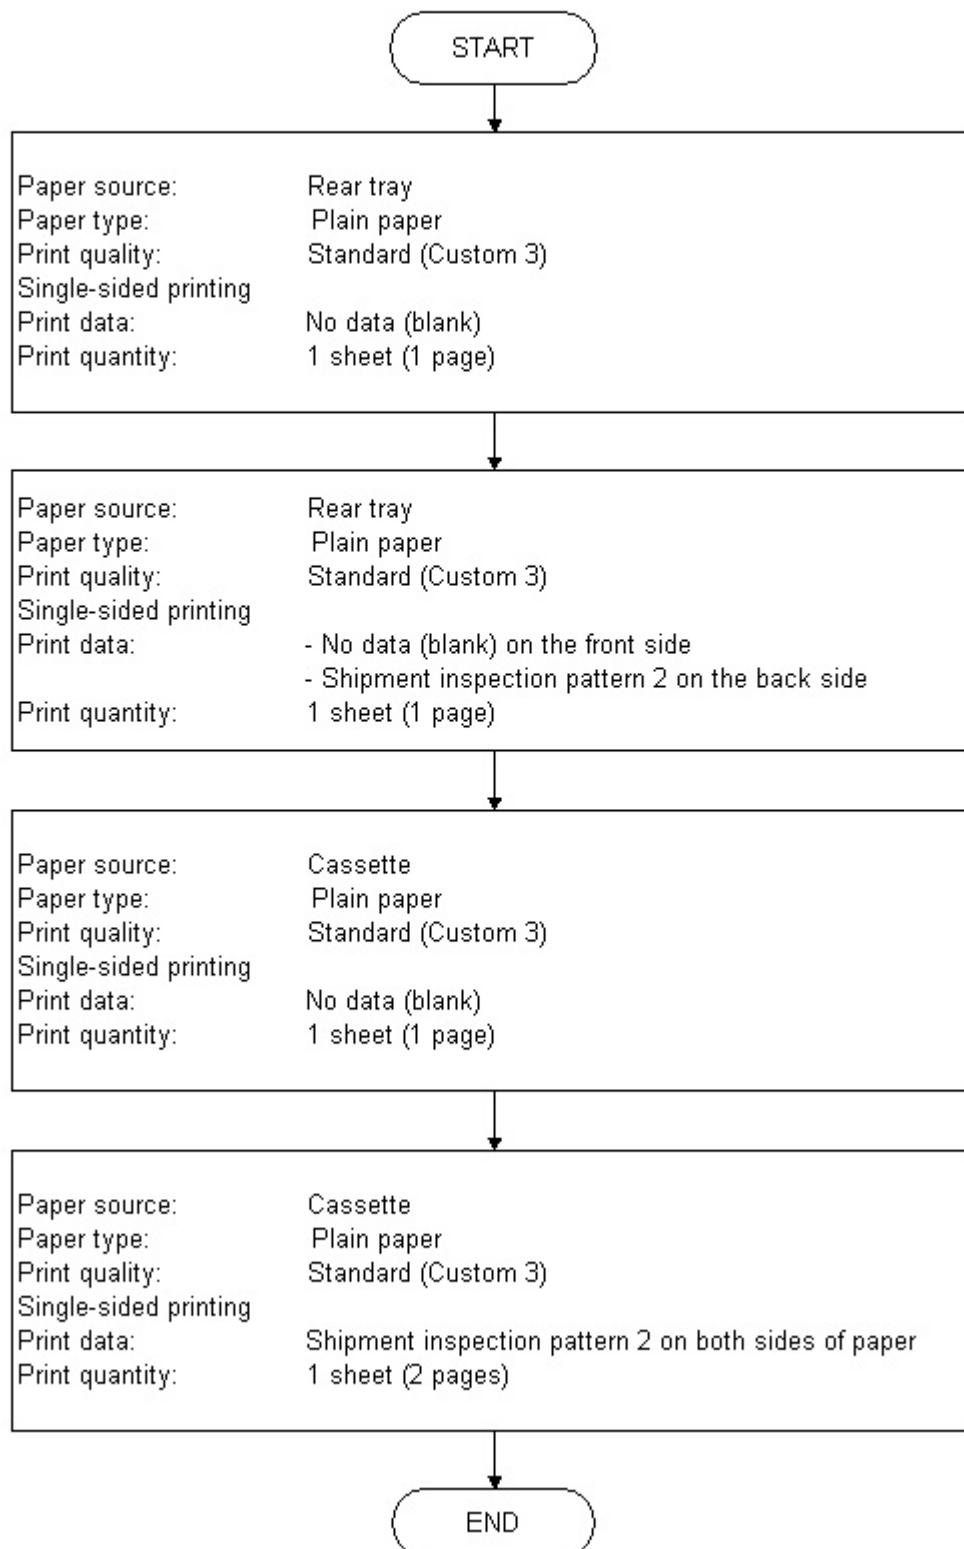 START
Paper source: Rear tray
Paper type: Plain paper
Print quality: Standard (Custom 3)
Single-sided printing
Print data: No data (blank)
Print quantity: 1 sheet (1 page)
Paper source: Rear tray
Paper type: Plain paper
Print quality: Standard (Custom 3)
Single-sided printing
Print data: - No data (blank) on the front side
- Shipment inspection pattern 2 on the back side
Print quantity: 1 sheet (1 page)
Paper source: Cassette
Paper type: Plain paper
Print quality: Standard (Custom 3)
Single-sided printing
Print data: No data (blank)
Print quantity: 1 sheet (1 page)
Paper source: Cassette
Paper type: Plain paper
Print quality: Standard (Custom 3)
Single-sided printing
Print data: Shipment inspection pattern 2 on both sides of paper
Print quantity: 1 sheet (2 pages)
END